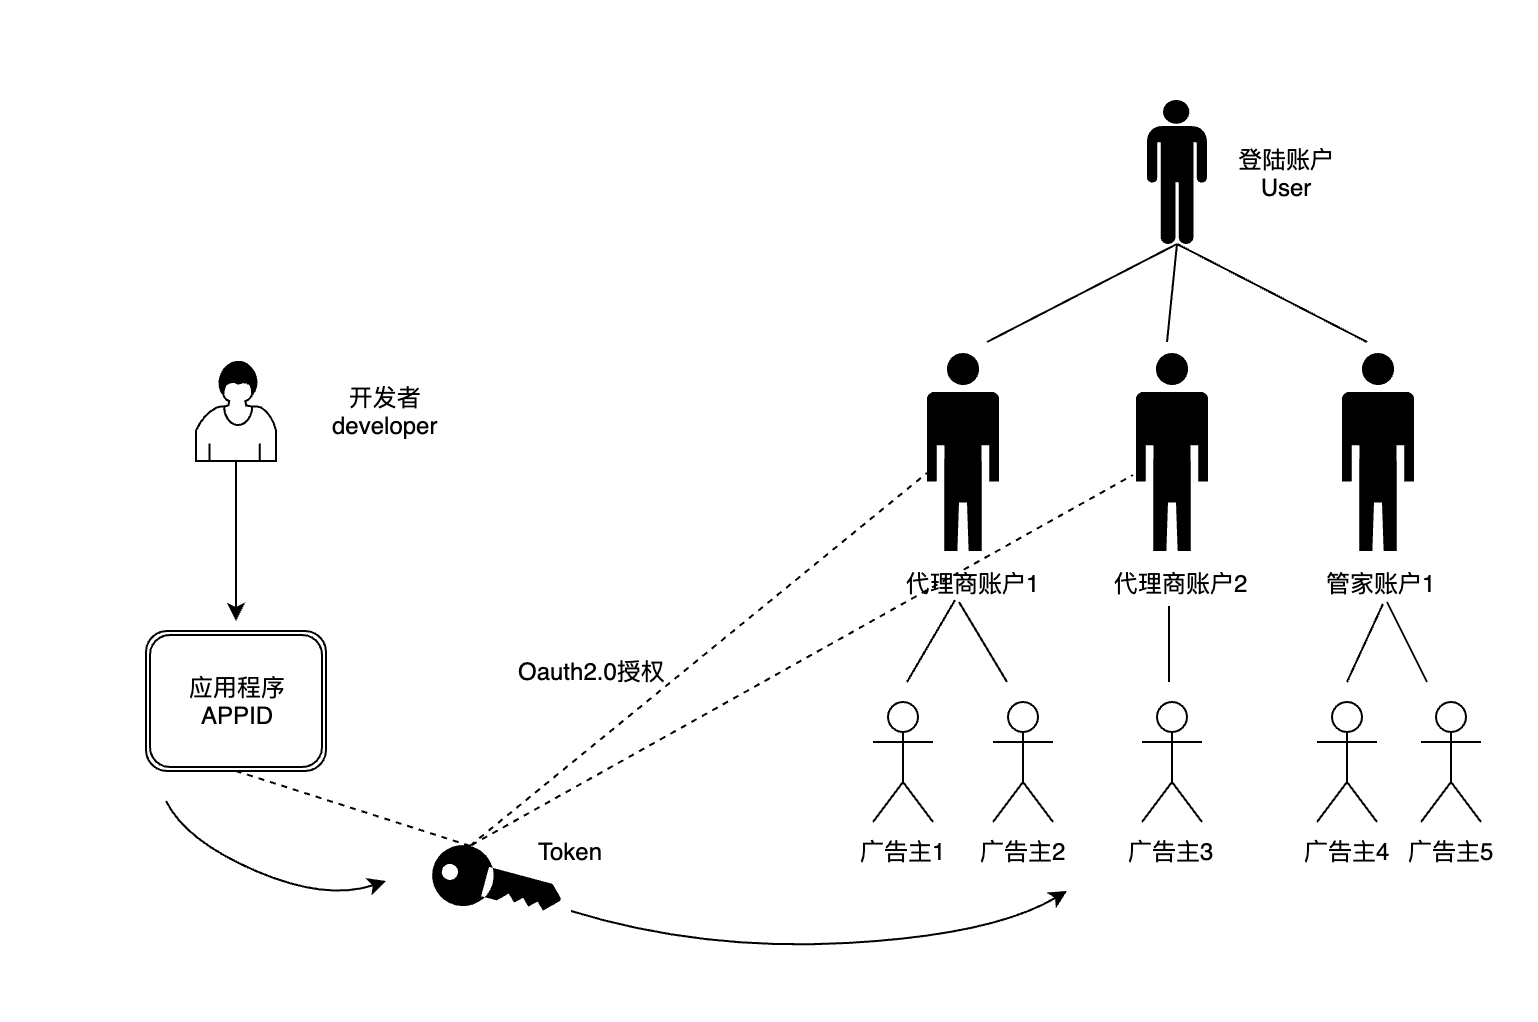 登陆账户
User
开发者
developer
代理商账户1
代理商账户2
管家账户1
Oauth2.0授权
应用程序
APPID
Token
广告主1
广告主2
广告主3
广告主4
广告主5